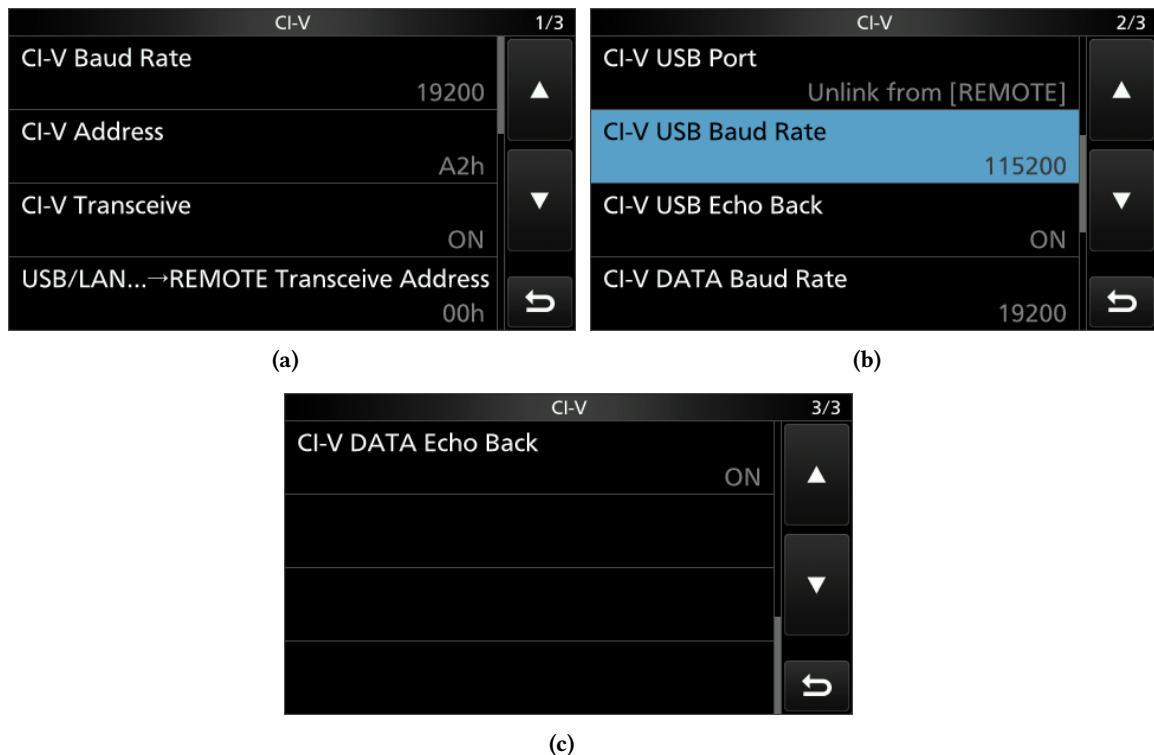 CI-V 1/3
CI-V Baud Rate
19200
CI-V Address
A2h
CI-V Transceive
ON
USB/LAN...→REMOTE Transceive Address
00h
(a)
CI-V 2/3
CI-V USB Port
Unlink from [REMOTE]
CI-V USB Baud Rate
115200
CI-V USB Echo Back
ON
CI-V DATA Baud Rate
19200
(b)
CI-V 3/3
CI-V DATA Echo Back
ON
(c)